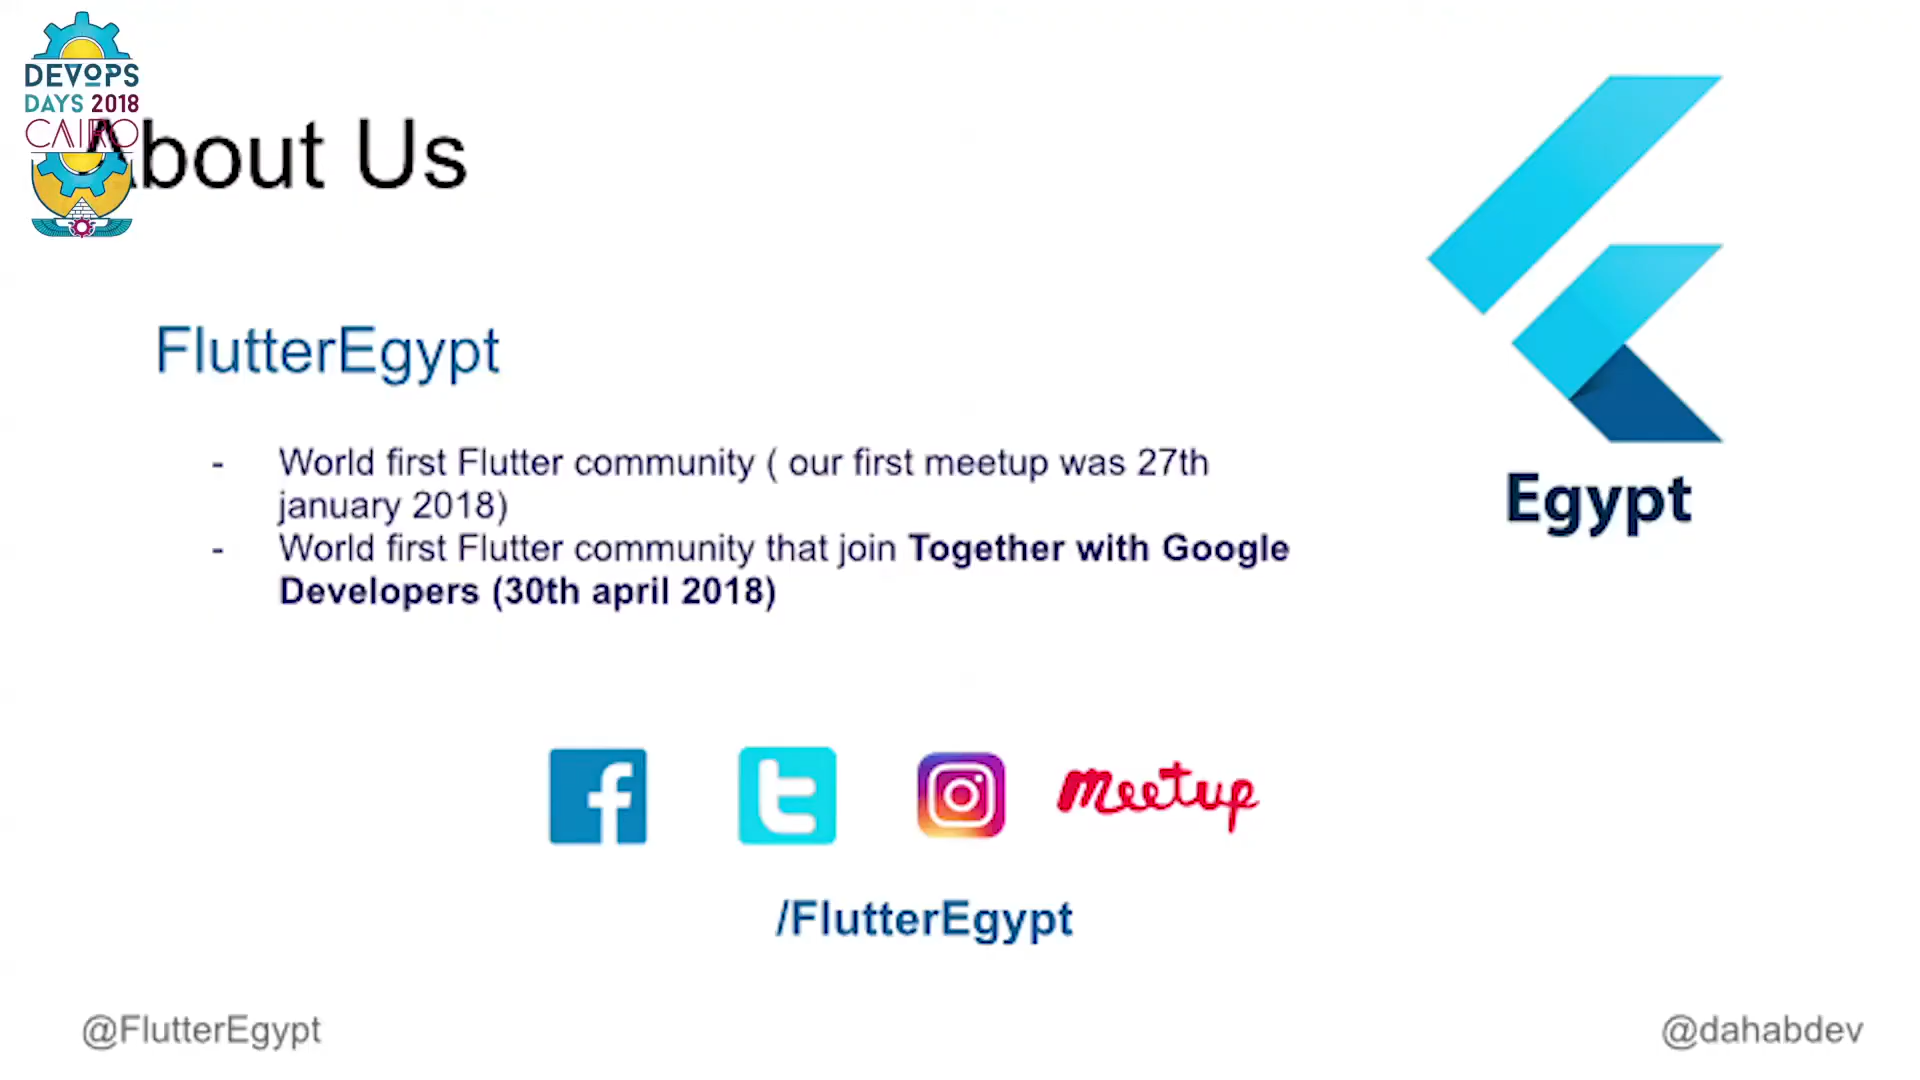 DEVOPS
DAYS 2018
CAIRO
About Us
FlutterEgypt
- World first Flutter community ( our first meetup was 27th
january 2018)
- World first Flutter community that join Together with Google
Developers (30th april 2018)
Egypt
meetup
/FlutterEgypt
@FlutterEgypt
@dahabdev